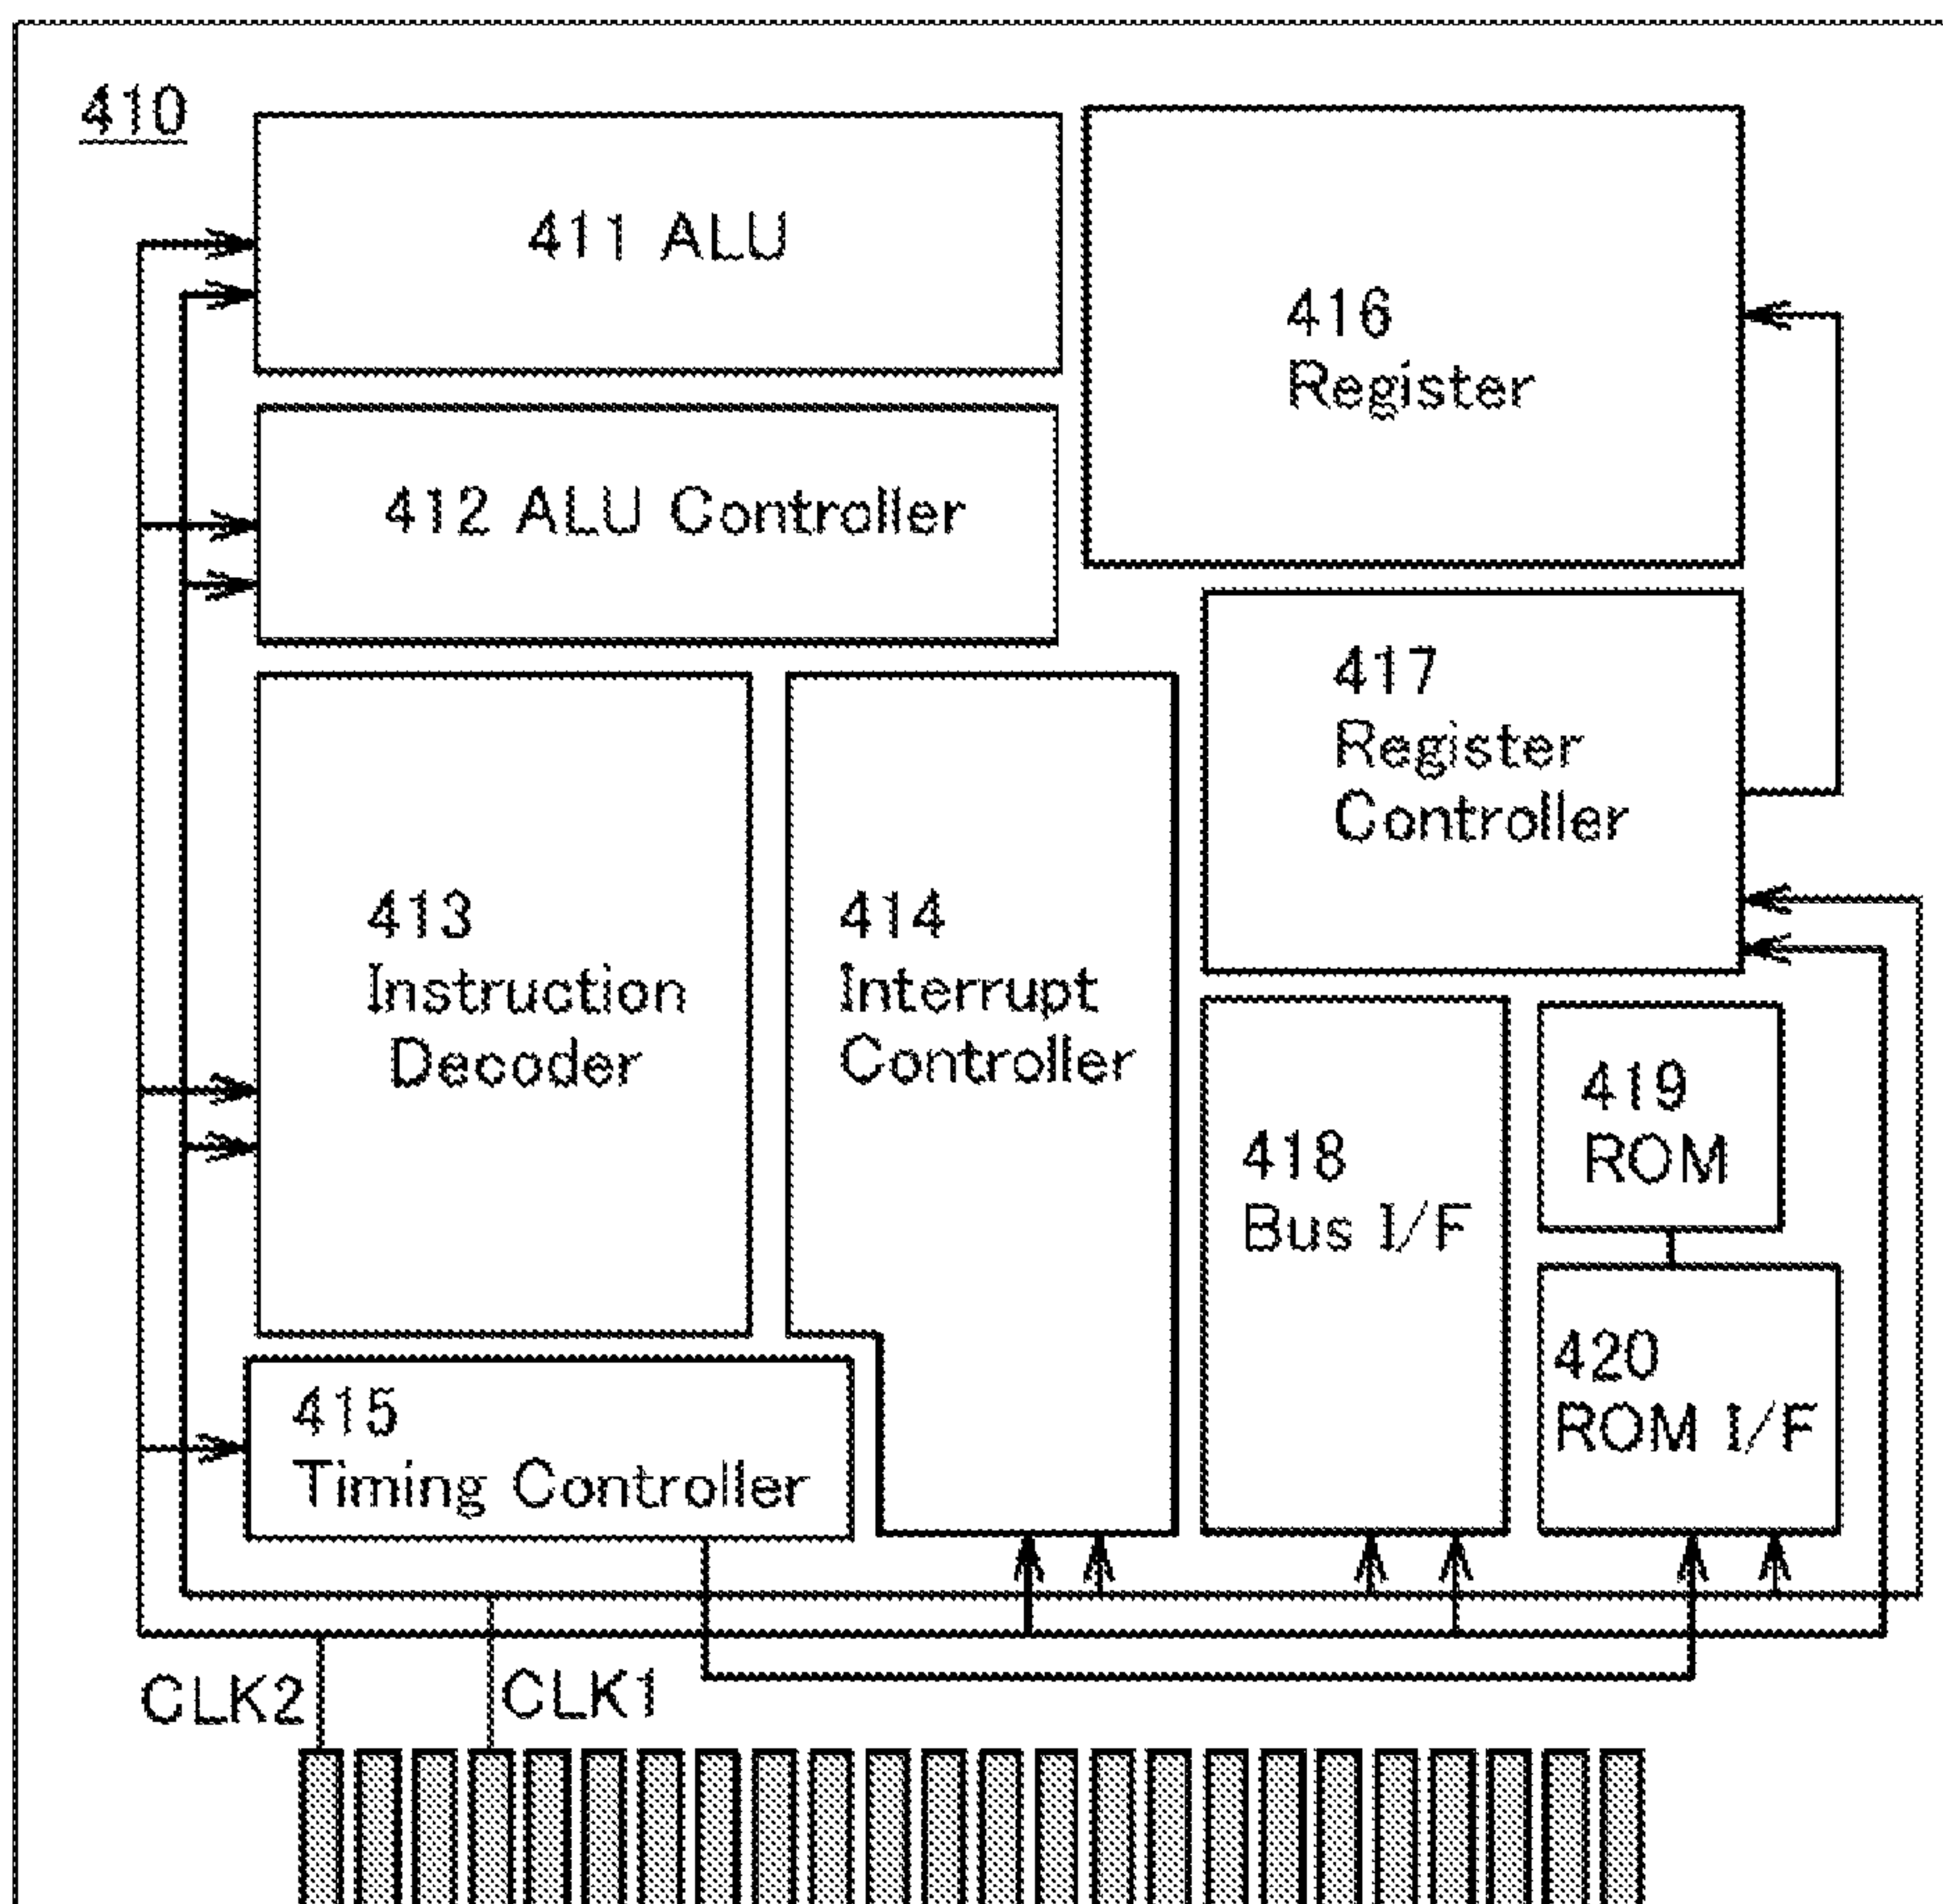 410
411 ALU
412 ALU Controller
413
Instruction
Decoder
414
Interrupt
Controller
415
Timing Controller
416
Register
417
Register
Controller
418
Bus I/F
419
ROM
420
ROM I/F
CLK2
CLK1